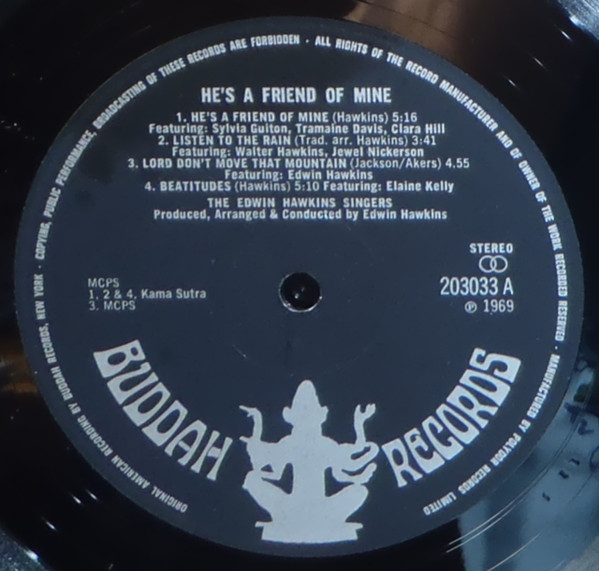 HE'S A FRIEND OF MINE
1. HE'S A FRIEND OF MINE (Hawkins) 5:16
Featuring: Sylvia Guiton, Tramaine Davis, Clara Hill
2. LISTEN TO THE RAIN (Trad. arr. Hawkins) 3:41
Featuring: Walter Hawkins, Jewel Nickerson
3. LORD DON'T MOVE THAT MOUNTAIN (Jackson/Akers) 4.55
Featuring: Edwin Hawkins
4. BEATITUDES (Hawkins) 5:10 Featuring: Elaine Kelly
THE EDWIN HAWKINS SINGERS
Produced, Arranged & Conducted by Edwin Hawkins
STEREO
MCPS
1, 2 & 4, Kama Sutra
3. MCPS
203033 A
℗ 1969
BUDDAH RECORDS
ORIGINAL AMERICAN RECORDING BY BUDDAH RECORDS, NEW YORK · COPYING, PUBLIC PERFORMANCE, BROADCASTING OF THESE RECORDS ARE FORBIDDEN · ALL RIGHTS OF THE RECORD MANUFACTURER AND OF OWNER OF THE WORK RECORDED RESERVED · MANUFACTURED BY POLYDOR RECORDS LIMITED